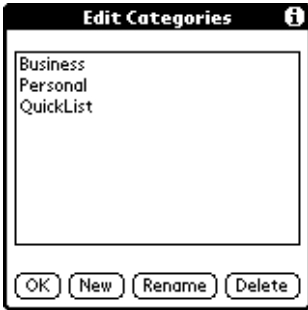 Edit Categories i
Business
Personal
QuickList
OK New Rename Delete